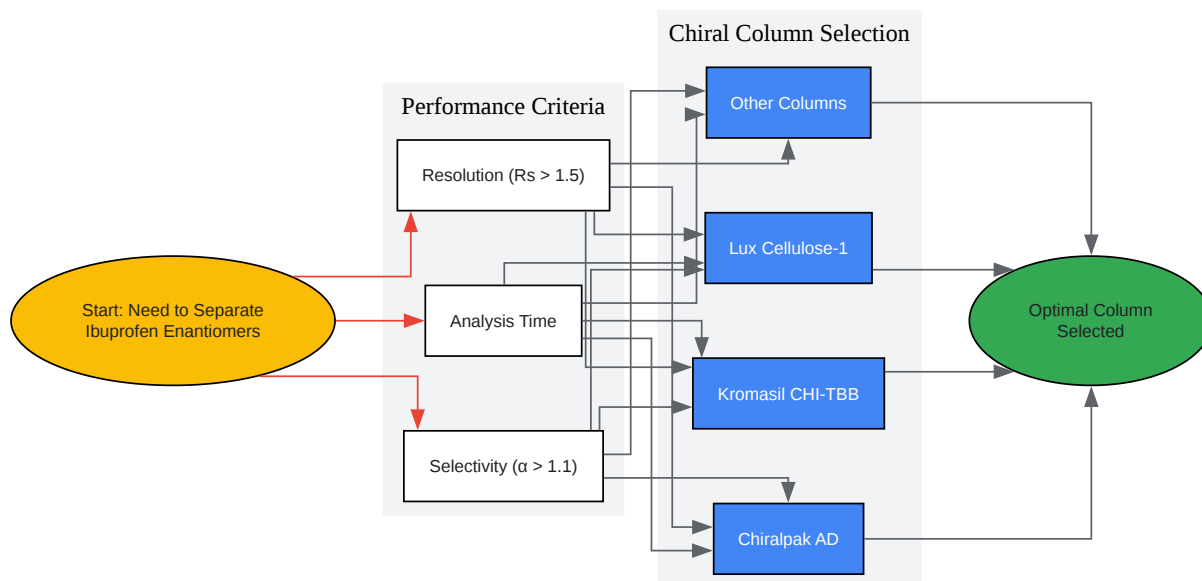 Start: Need to Separate
Ibuprofen Enantiomers
Performance Criteria
Resolution (Rs > 1.5)
Analysis Time
Selectivity (α > 1.1)
Chiral Column Selection
Other Columns
Lux Cellulose-1
Kromasil CHI-TBB
Chiralpak AD
Optimal Column
Selected